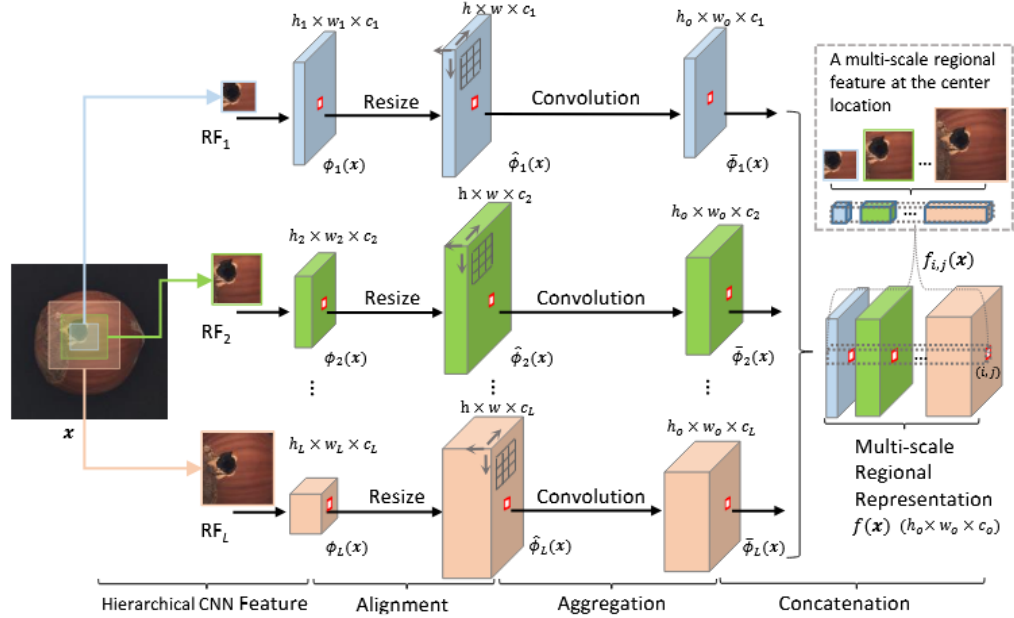 h₁ × w₁ × c₁
h × w × c₁
hₒ × wₒ × c₁
RF₁
Resize
Convolution
ϕ₁(x)
ϕ̂₁(x)
ϕ̄₁(x)
A multi-scale regional
feature at the center
location
...
...
f_{i,j}(x)
h₂ × w₂ × c₂
h × w × c₂
hₒ × wₒ × c₂
RF₂
Resize
Convolution
ϕ₂(x)
ϕ̂₂(x)
ϕ̄₂(x)
x
...
...
...
h_L × w_L × c_L
h × w × c_L
hₒ × wₒ × c_L
RF_L
Resize
Convolution
ϕ_L(x)
ϕ̂_L(x)
ϕ̄_L(x)
...
(i,j)
Multi-scale
Regional
Representation
f(x) (hₒ× wₒ × cₒ)
Hierarchical CNN Feature
Alignment
Aggregation
Concatenation